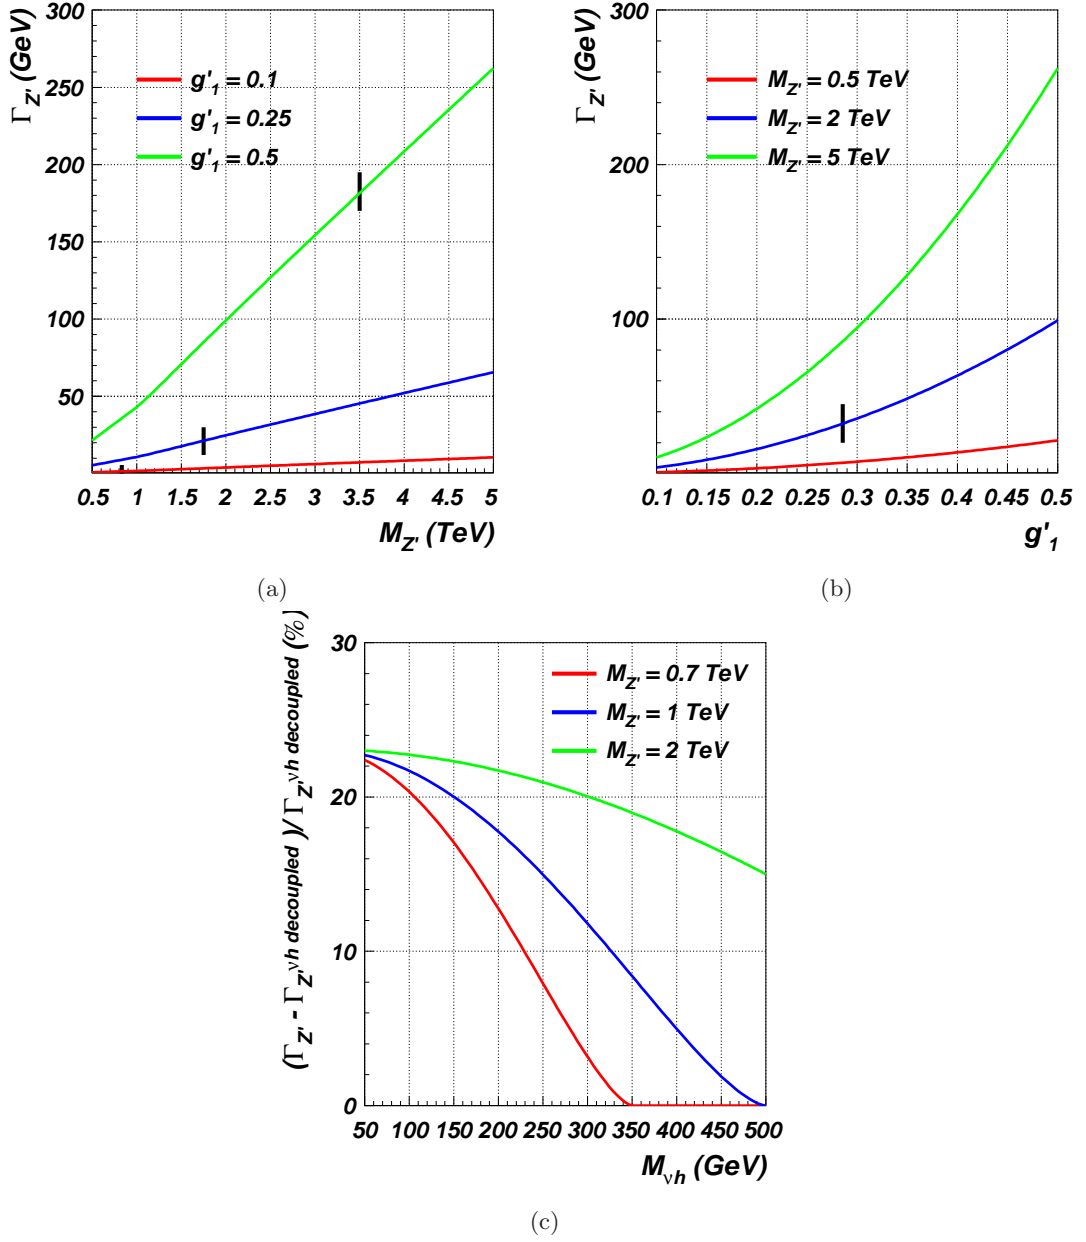 Γ_Z' (GeV)
300
250
200
150
100
50
g'_1 = 0.1
g'_1 = 0.25
g'_1 = 0.5
0.5 1 1.5 2 2.5 3 3.5 4 4.5 5
M_Z' (TeV)
(a)
Γ_Z' (GeV)
300
200
100
M_Z' = 0.5 TeV
M_Z' = 2 TeV
M_Z' = 5 TeV
0.1 0.15 0.2 0.25 0.3 0.35 0.4 0.45 0.5
g'_1
(b)
(Γ_Z' - Γ_Z'^νh decoupled )/ Γ_Z'^νh decoupled (%)
30
20
10
0
M_Z' = 0.7 TeV
M_Z' = 1 TeV
M_Z' = 2 TeV
50 100 150 200 250 300 350 400 450 500
M_νh (GeV)
(c)